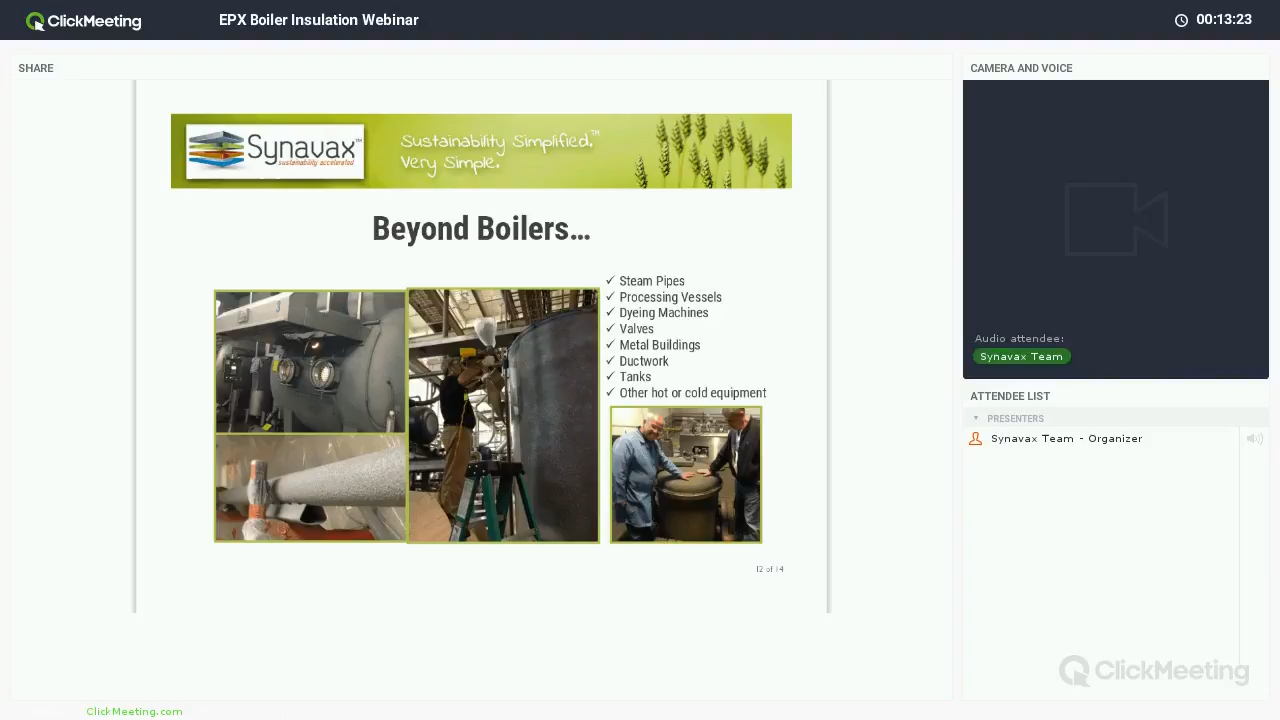 ClickMeeting
EPX Boiler Insulation Webinar
00:13:23
SHARE
Synavax™
sustainability accelerated
Sustainability Simplified.™
Very Simple.
Beyond Boilers...
✓ Steam Pipes
✓ Processing Vessels
✓ Dyeing Machines
✓ Valves
✓ Metal Buildings
✓ Ductwork
✓ Tanks
✓ Other hot or cold equipment
12 of 14
CAMERA AND VOICE
Audio attendee:
Synavax Team
ATTENDEE LIST
PRESENTERS
Synavax Team - Organizer
ClickMeeting
ClickMeeting.com